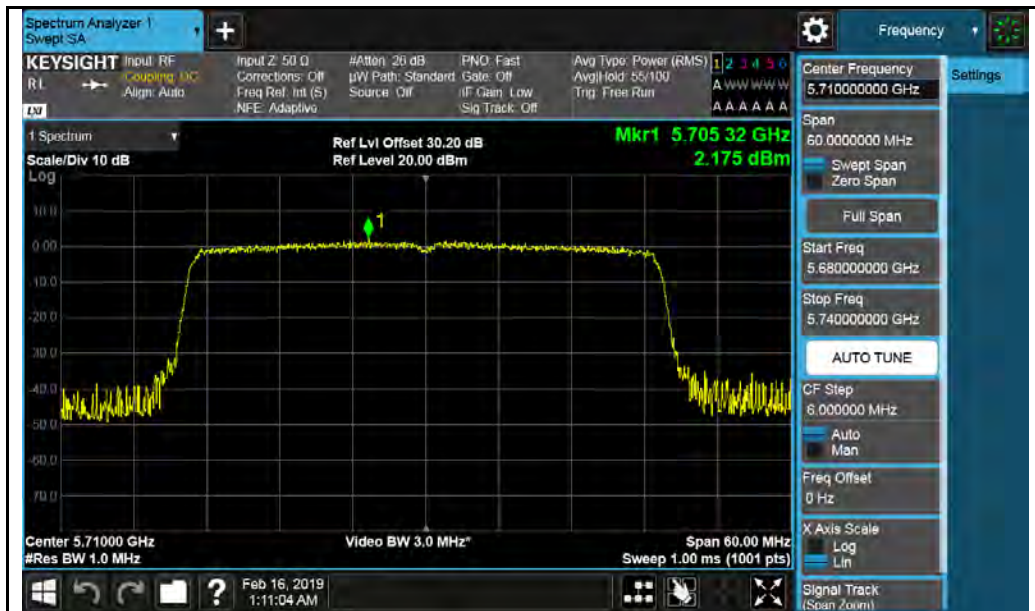 Spectrum Analyzer 1
Swept SA
+
Frequency
KEYSIGHT
RL
LXI
Input: RF
Coupling: DC
Align: Auto
Input Z: 50 Ω
Corrections: Off
Freq Ref: Int (S)
NFE: Adaptive
#Atten: 26 dB
µW Path: Standard
Source: Off
PNO: Fast
Gate: Off
IF Gain: Low
Sig Track: Off
Avg Type: Power (RMS)
Avg|Hold: 55/100
Trig: Free Run
1 2 3 4 5 6
A W W W W W
A A A A A A
1 Spectrum
Scale/Div 10 dB
Log
Ref Lvl Offset 30.20 dB
Ref Level 20.00 dBm
Mkr1 5.705 32 GHz
2.175 dBm
10.0
0.00
-10.0
-20.0
-30.0
-40.0
-50.0
-60.0
-70.0
1
Center 5.71000 GHz
#Res BW 1.0 MHz
Video BW 3.0 MHz*
Span 60.00 MHz
Sweep 1.00 ms (1001 pts)
Center Frequency
5.710000000 GHz
Span
60.0000000 MHz
Swept Span
Zero Span
Full Span
Start Freq
5.680000000 GHz
Stop Freq
5.740000000 GHz
AUTO TUNE
CF Step
6.000000 MHz
Auto
Man
Freq Offset
0 Hz
X Axis Scale
Log
Lin
Signal Track
(Span Zoom)
Settings
?
Feb 16, 2019
1:11:04 AM